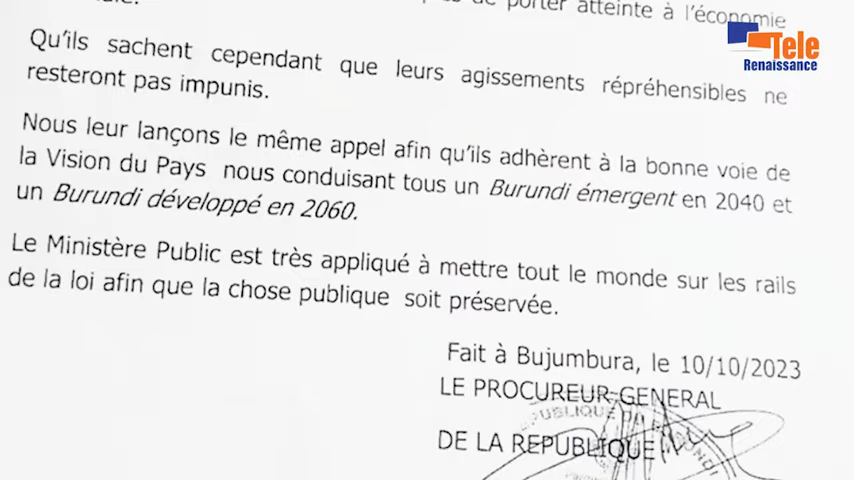 porter atteinte à l'économie
Qu'ils sachent cependant que leurs agissements répréhensibles ne
resteront pas impunis.
Nous leur lançons le même appel afin qu'ils adhèrent à la bonne voie de
la Vision du Pays nous conduisant tous un Burundi émergent en 2040 et
un Burundi développé en 2060.
Le Ministère Public est très appliqué à mettre tout le monde sur les rails
de la loi afin que la chose publique soit préservée.
Fait à Bujumbura, le 10/10/2023
LE PROCUREUR GENERAL
DE LA REPUBLIQUE
Tele
Renaissance